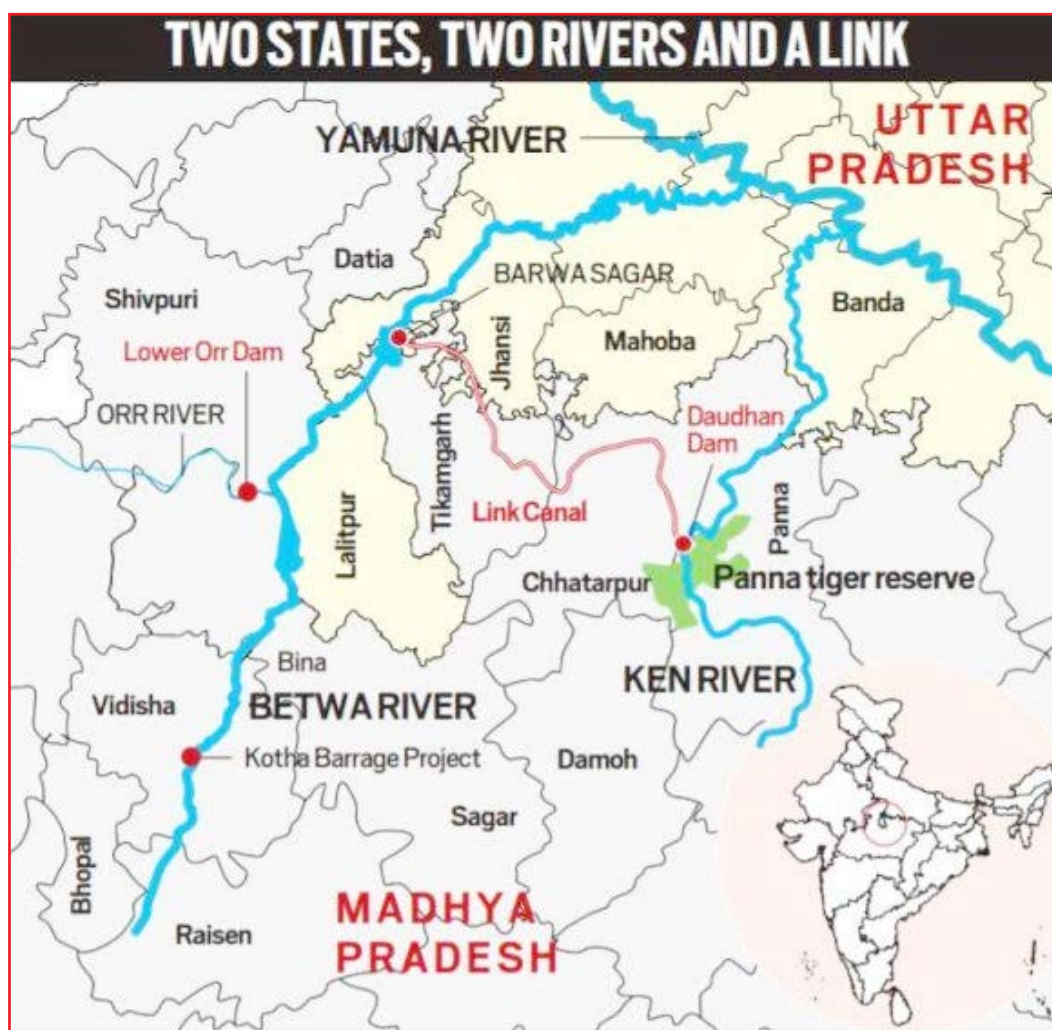 TWO STATES, TWO RIVERS AND A LINK
YAMUNA RIVER
UTTAR
PRADESH
Datia
BARWA SAGAR
Shivpuri
Banda
Lower Orr Dam
Jhansi
Mahoba
ORR RIVER
Daudhan
Dam
Tikamgarh
Link Canal
Panna
Lalitpur
Chhatarpur
Panna tiger reserve
Bina
KEN RIVER
Vidisha
BETWA RIVER
Kotha Barrage Project
Damoh
Sagar
Bhopal
MADHYA
PRADESH
Raisen